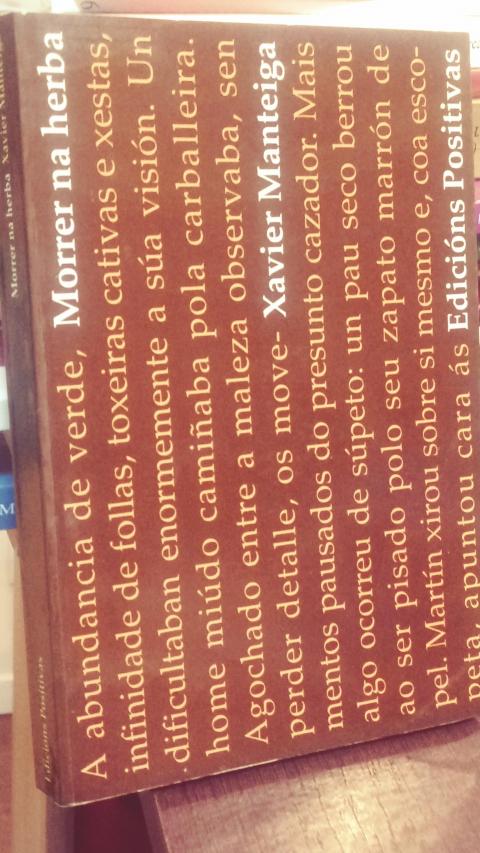 Morrer na herba Xavier
Edicións Positivas
A abundancia de verde, Morrer na herba
infinidade de follas, toxeiras cativas e xestas,
dificultaban enormemente a súa visión. Un
home miúdo camiñaba pola carballeira.
Agochado entre a maleza observaba, sen
perder detalle, os move- Xavier Manteiga
mentos pausados do presunto cazador. Mais
algo ocorreu de súpeto: un pau seco berrou
ao ser pisado polo seu zapato marrón de
pel. Martín xirou sobre si mesmo e, coa esco-
peta, apuntou cara ás Edicións Positivas